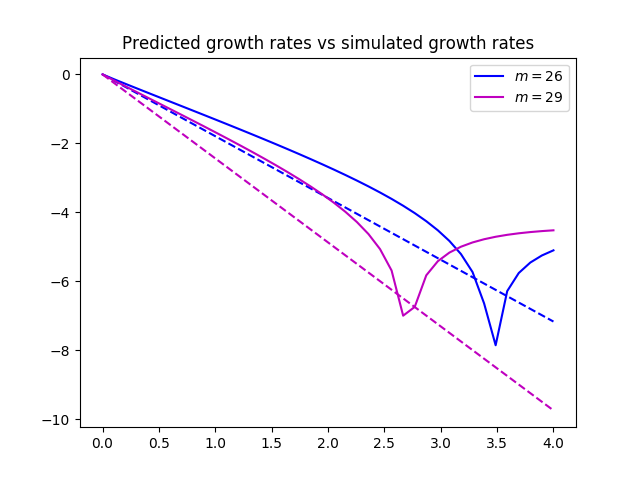 Predicted growth rates vs simulated growth rates
m = 26
m = 29
0
−2
−4
−6
−8
−10
0.0 0.5 1.0 1.5 2.0 2.5 3.0 3.5 4.0